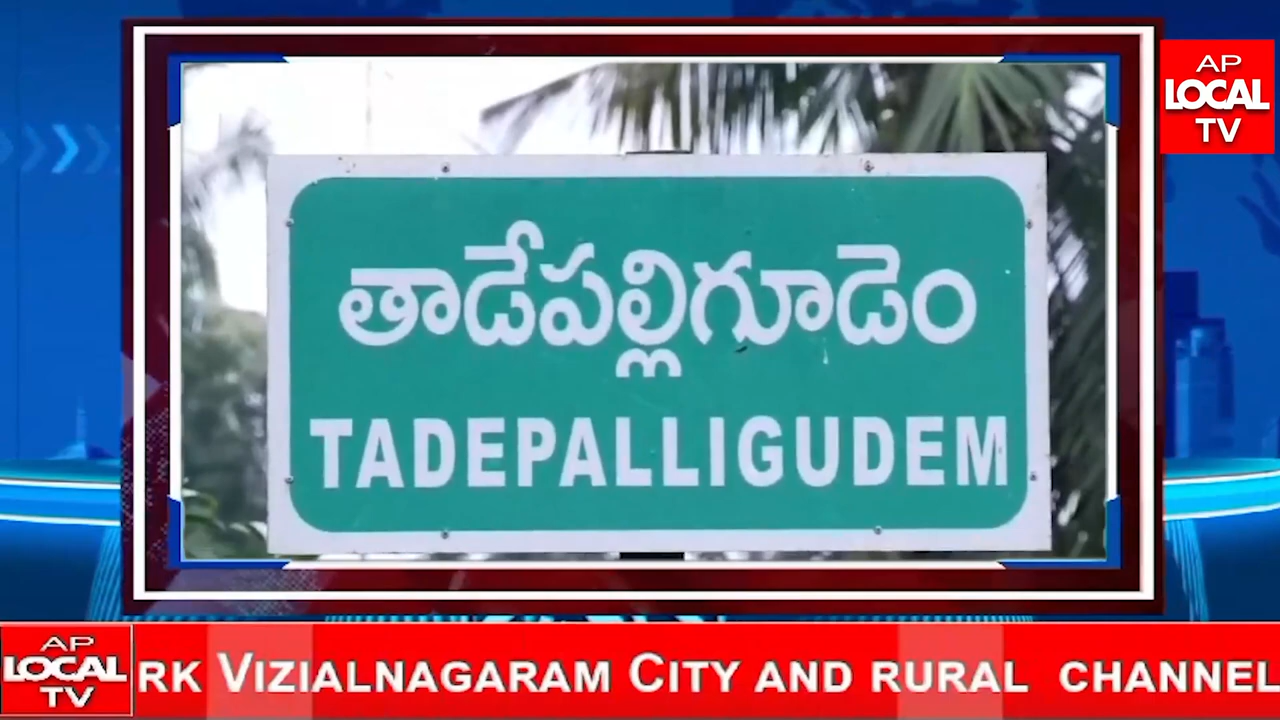 AP
LOCAL
TV
తాడేపల్లిగూడెం
TADEPALLIGUDEM
AP
LOCAL
TV
RK VIZIALNAGARAM CITY AND RURAL CHANNEL